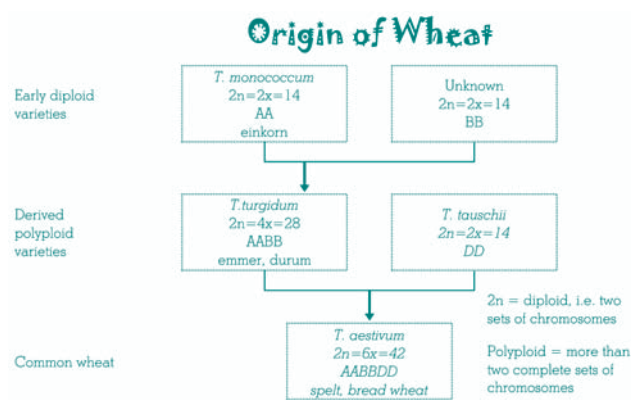 Origin of Wheat
Early diploid
varieties
T. monococcum
2n=2x=14
AA
einkorn
Unknown
2n=2x=14
BB
Derived
polyploid
varieties
T.turgidum
2n=4x=28
AABB
emmer, durum
T. tauschii
2n=2x=14
DD
Common wheat
T. aestivum
2n=6x=42
AABBDD
spelt, bread wheat
2n = diploid, i.e. two
sets of chromosomes
Polyploid = more than
two complete sets of
chromosomes